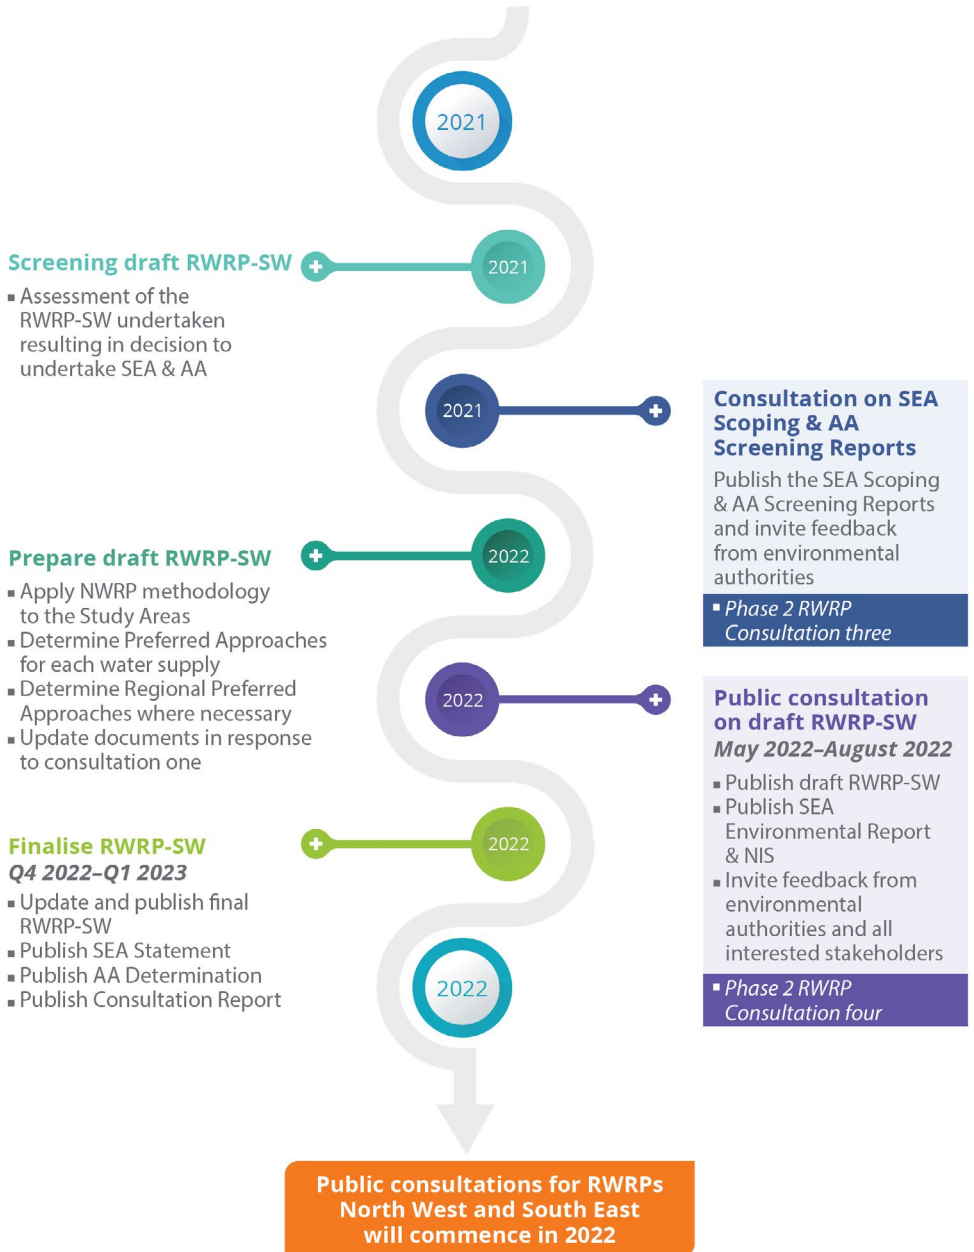 2021
Screening draft RWRP-SW
2021
▪ Assessment of the
RWRP-SW undertaken
resulting in decision to
undertake SEA & AA
2021
Consultation on SEA
Scoping & AA
Screening Reports
Publish the SEA Scoping
& AA Screening Reports
and invite feedback
from environmental
authorities
▪ Phase 2 RWRP
Consultation three
Prepare draft RWRP-SW
2022
▪ Apply NWRP methodology
to the Study Areas
▪ Determine Preferred Approaches
for each water supply
▪ Determine Regional Preferred
Approaches where necessary
▪ Update documents in response
to consultation one
2022
Public consultation
on draft RWRP-SW
May 2022–August 2022
▪ Publish draft RWRP-SW
▪ Publish SEA
Environmental Report
& NIS
▪ Invite feedback from
environmental
authorities and all
interested stakeholders
▪ Phase 2 RWRP
Consultation four
Finalise RWRP-SW
2022
Q4 2022–Q1 2023
▪ Update and publish final
RWRP-SW
▪ Publish SEA Statement
▪ Publish AA Determination
▪ Publish Consultation Report
2022
Public consultations for RWRPs
North West and South East
will commence in 2022